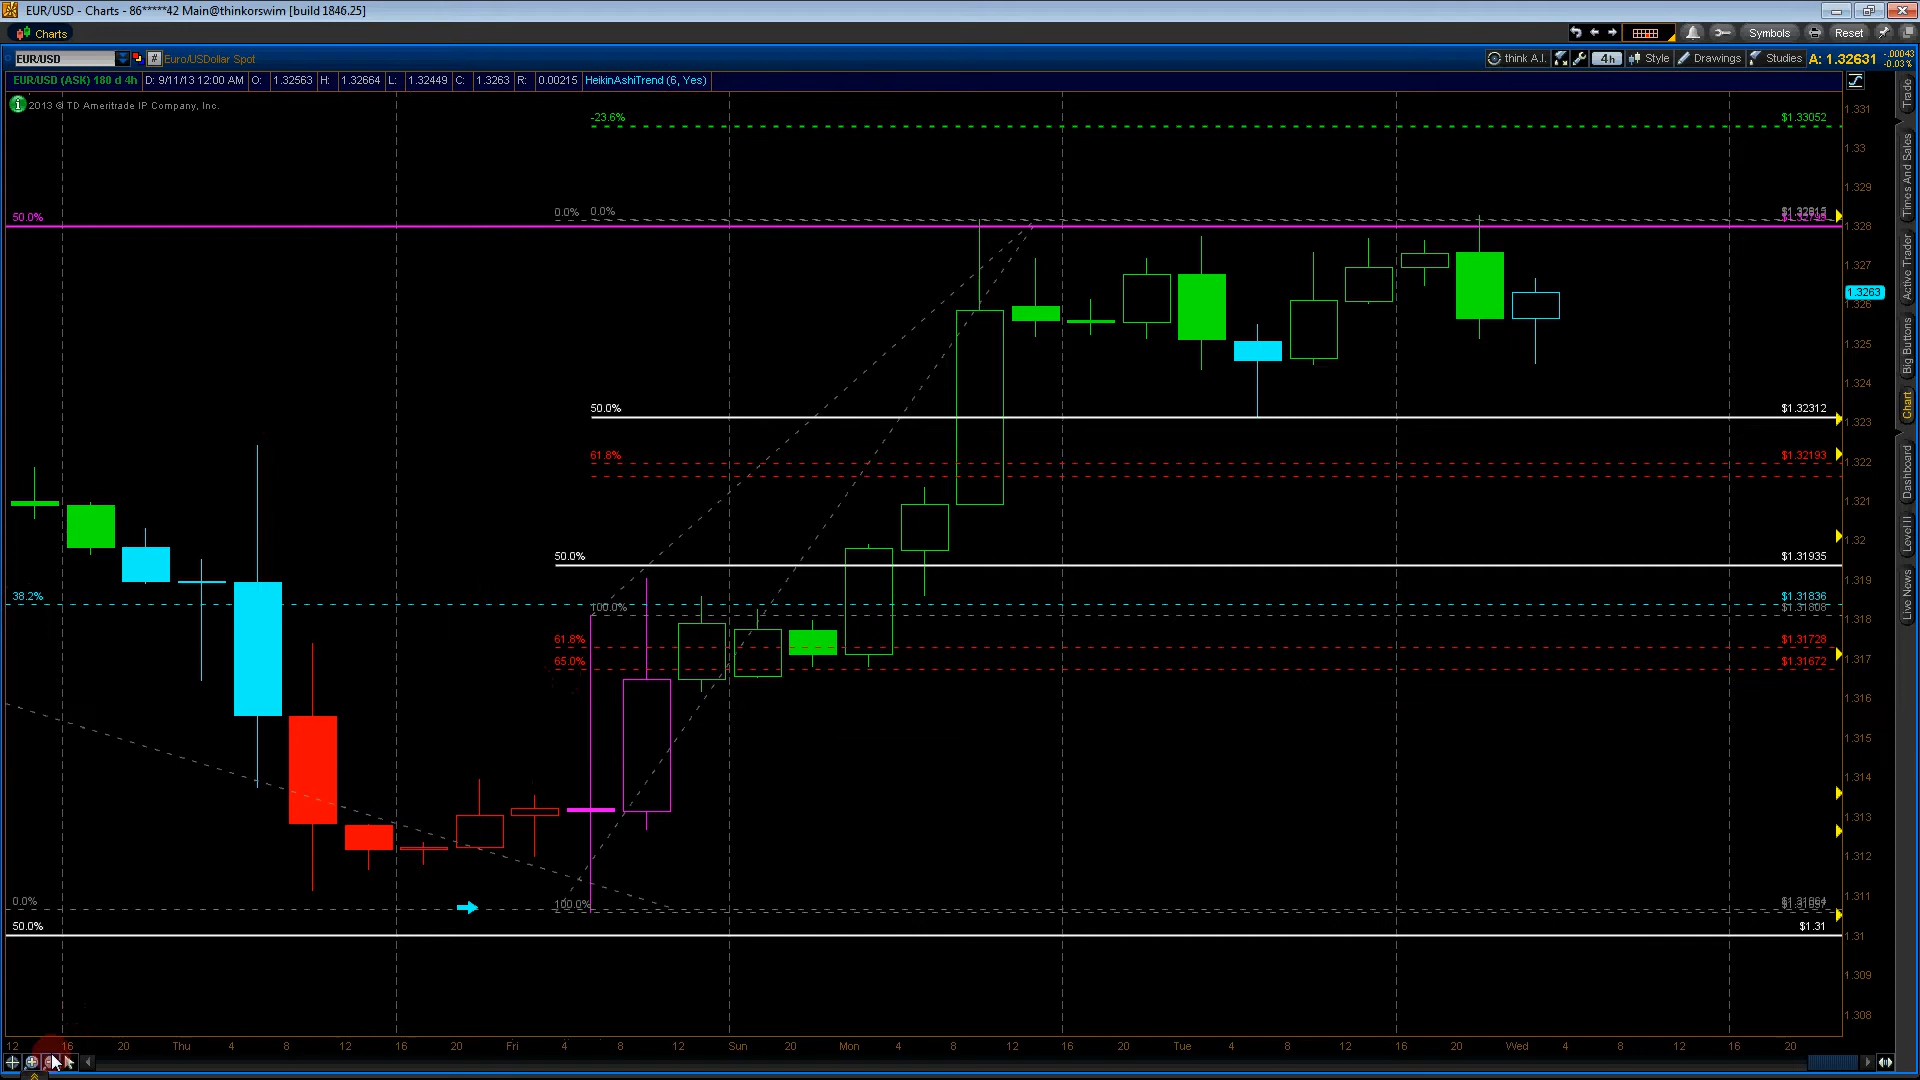 EUR/USD - Charts - 86*****42 Main@thinkorswim [build 1846.25]
Charts
Symbols
Reset
EUR/USD
#
Euro/USDollar Spot
think A.I.
4h
Style
Drawings
Studies
A: 1.32631
-.00043
-0.03%
EUR/USD (ASK) 180 d 4h
D: 9/11/13 12:00 AM
O: 1.32563
H: 1.32664
L: 1.32449
C: 1.3263
R: 0.00215
HeikinAshiTrend (6, Yes)
2013 © TD Ameritrade IP Company, Inc.
Trade
Times And Sales
Active Trader
Big Buttons
Chart
Dashboard
Level II
Live News
-23.6%
$1.33052
50.0%
0.0%
0.0%
50.0%
$1.32312
61.8%
$1.32193
50.0%
$1.31935
38.2%
$1.31836
100.0%
$1.31808
61.8%
$1.31728
65.0%
$1.31672
0.0%
100.0%
50.0%
$1.31
1.331
1.33
1.329
1.328
1.327
1.3263
1.326
1.325
1.324
1.323
1.322
1.321
1.32
1.319
1.318
1.317
1.316
1.315
1.314
1.313
1.312
1.311
1.31
1.309
1.308
12 16 20 Thu 4 8 12 16 20 Fri 4 8 12 Sun 20 Mon 4 8 12 16 20 Tue 4 8 12 16 20 Wed 4 8 12 16 20